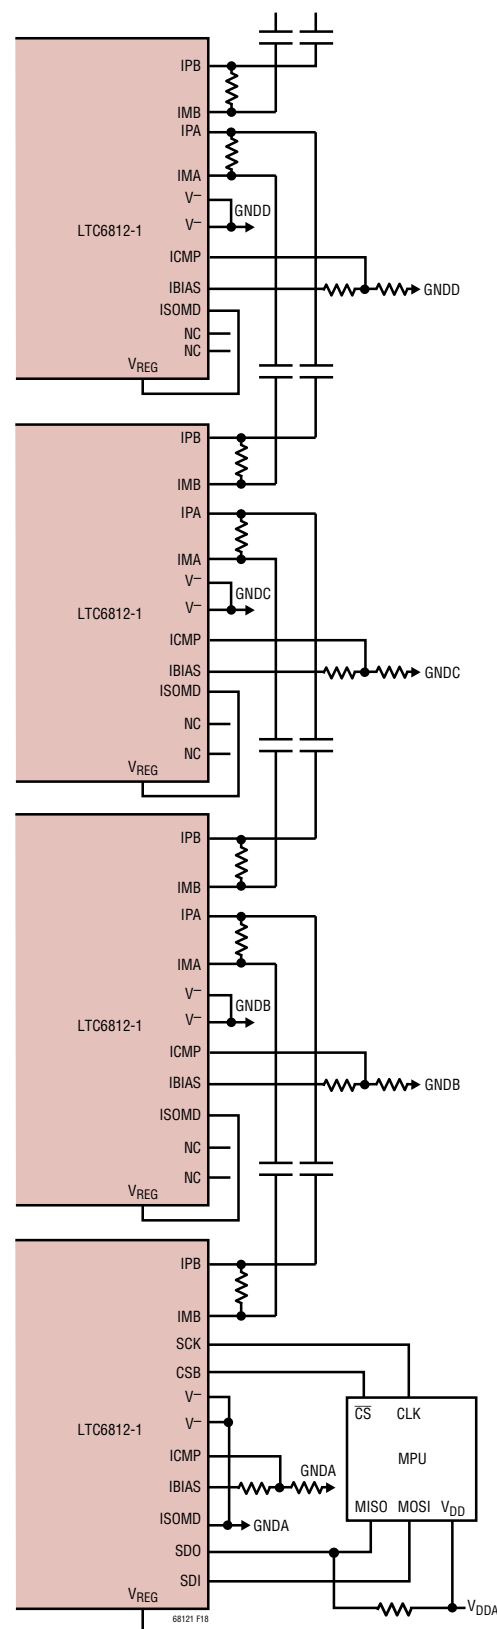 IPB
IMB
IPA
IMA
V–
GNDD
V–
LTC6812-1
ICMP
IBIAS
GNDD
ISOMD
NC
NC
VREG
IPB
IMB
IPA
IMA
V–
GNDC
V–
LTC6812-1
ICMP
IBIAS
GNDC
ISOMD
NC
NC
VREG
IPB
IMB
IPA
IMA
V–
GNDB
V–
LTC6812-1
ICMP
IBIAS
GNDB
ISOMD
NC
NC
VREG
IPB
IMB
SCK
CSB
V–
CS CLK
V–
LTC6812-1
MPU
ICMP
GNDA
IBIAS
MISO MOSI VDD
ISOMD
GNDA
SDO
SDI
VREG
VDDA
68121 F18